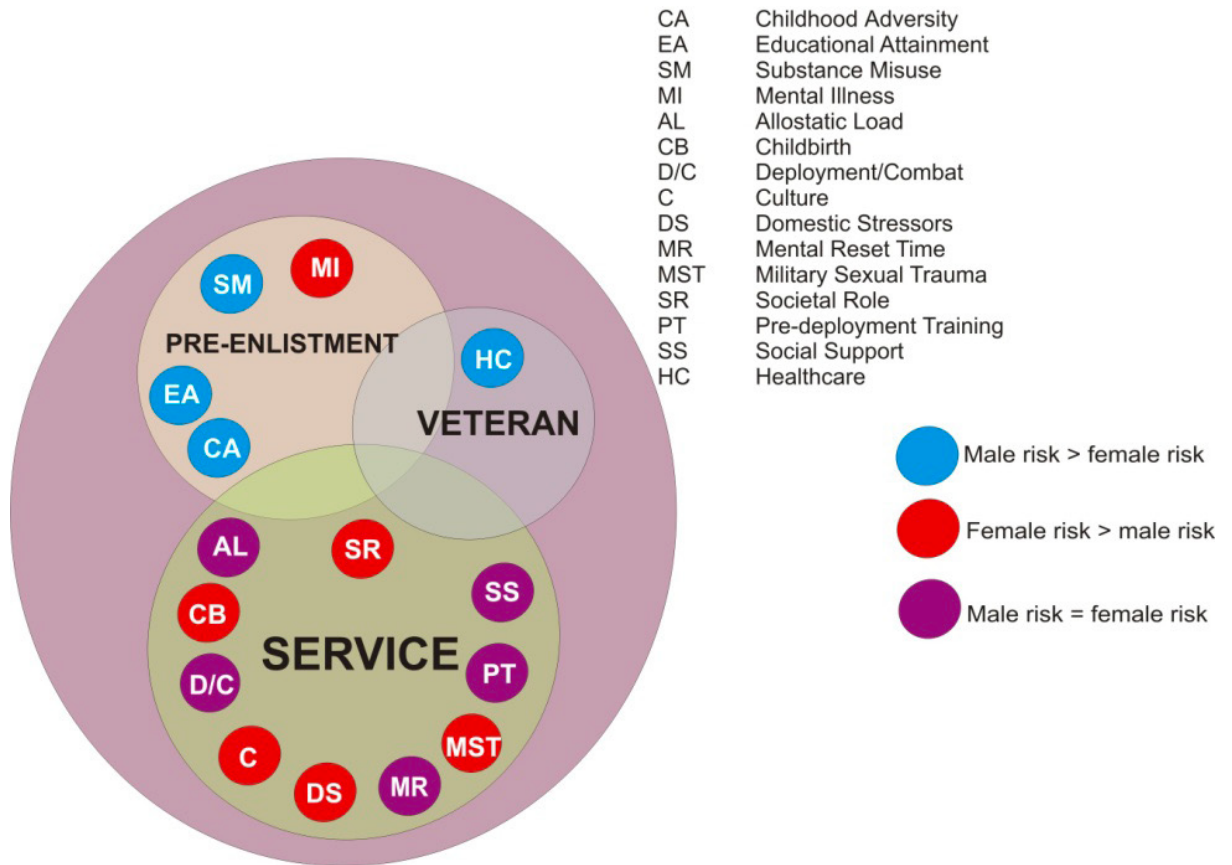 CA Childhood Adversity
EA Educational Attainment
SM Substance Misuse
MI Mental Illness
AL Allostatic Load
CB Childbirth
D/C Deployment/Combat
C Culture
DS Domestic Stressors
MR Mental Reset Time
MST Military Sexual Trauma
SR Societal Role
PT Pre-deployment Training
SS Social Support
HC Healthcare
SM
MI
PRE-ENLISTMENT
HC
EA
VETERAN
CA
AL
SR
SS
CB
SERVICE
D/C
PT
C
MST
DS
MR
Male risk > female risk
Female risk > male risk
Male risk = female risk